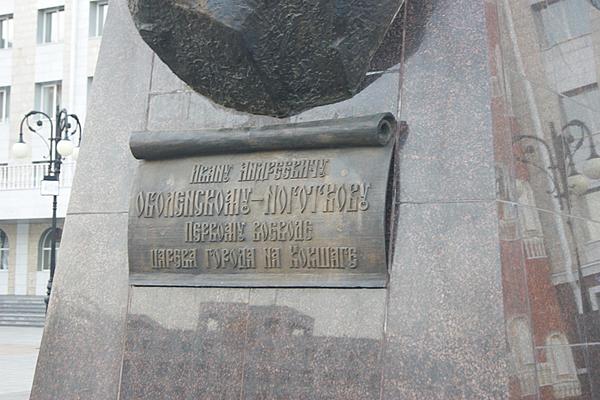 ИВАНУ АНДРЕЕВИЧУ
ОБОЛЕНСКОМУ-НОГОТКОВУ
ПЕРВОМУ ВОЕВОДЕ
ЦАРЕВА ГОРОДА НА КОКШАГЕ